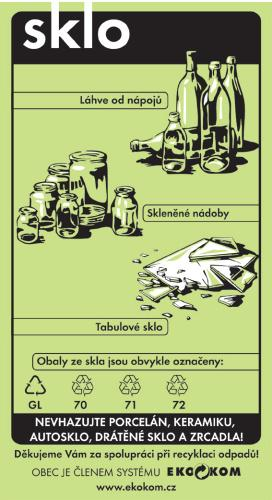 sklo
Láhve od nápojů
Skleněné nádoby
Tabulové sklo
Obaly ze skla jsou obvykle označeny:
GL 70 71 72
NEVHAZUJTE PORCELÁN, KERAMIKU,
AUTOSKLO, DRÁTĚNÉ SKLO A ZRCADLA!
Děkujeme Vám za spolupráci při recyklaci odpadů!
OBEC JE ČLENEM SYSTÉMU EKOKOM
www.ekokom.cz